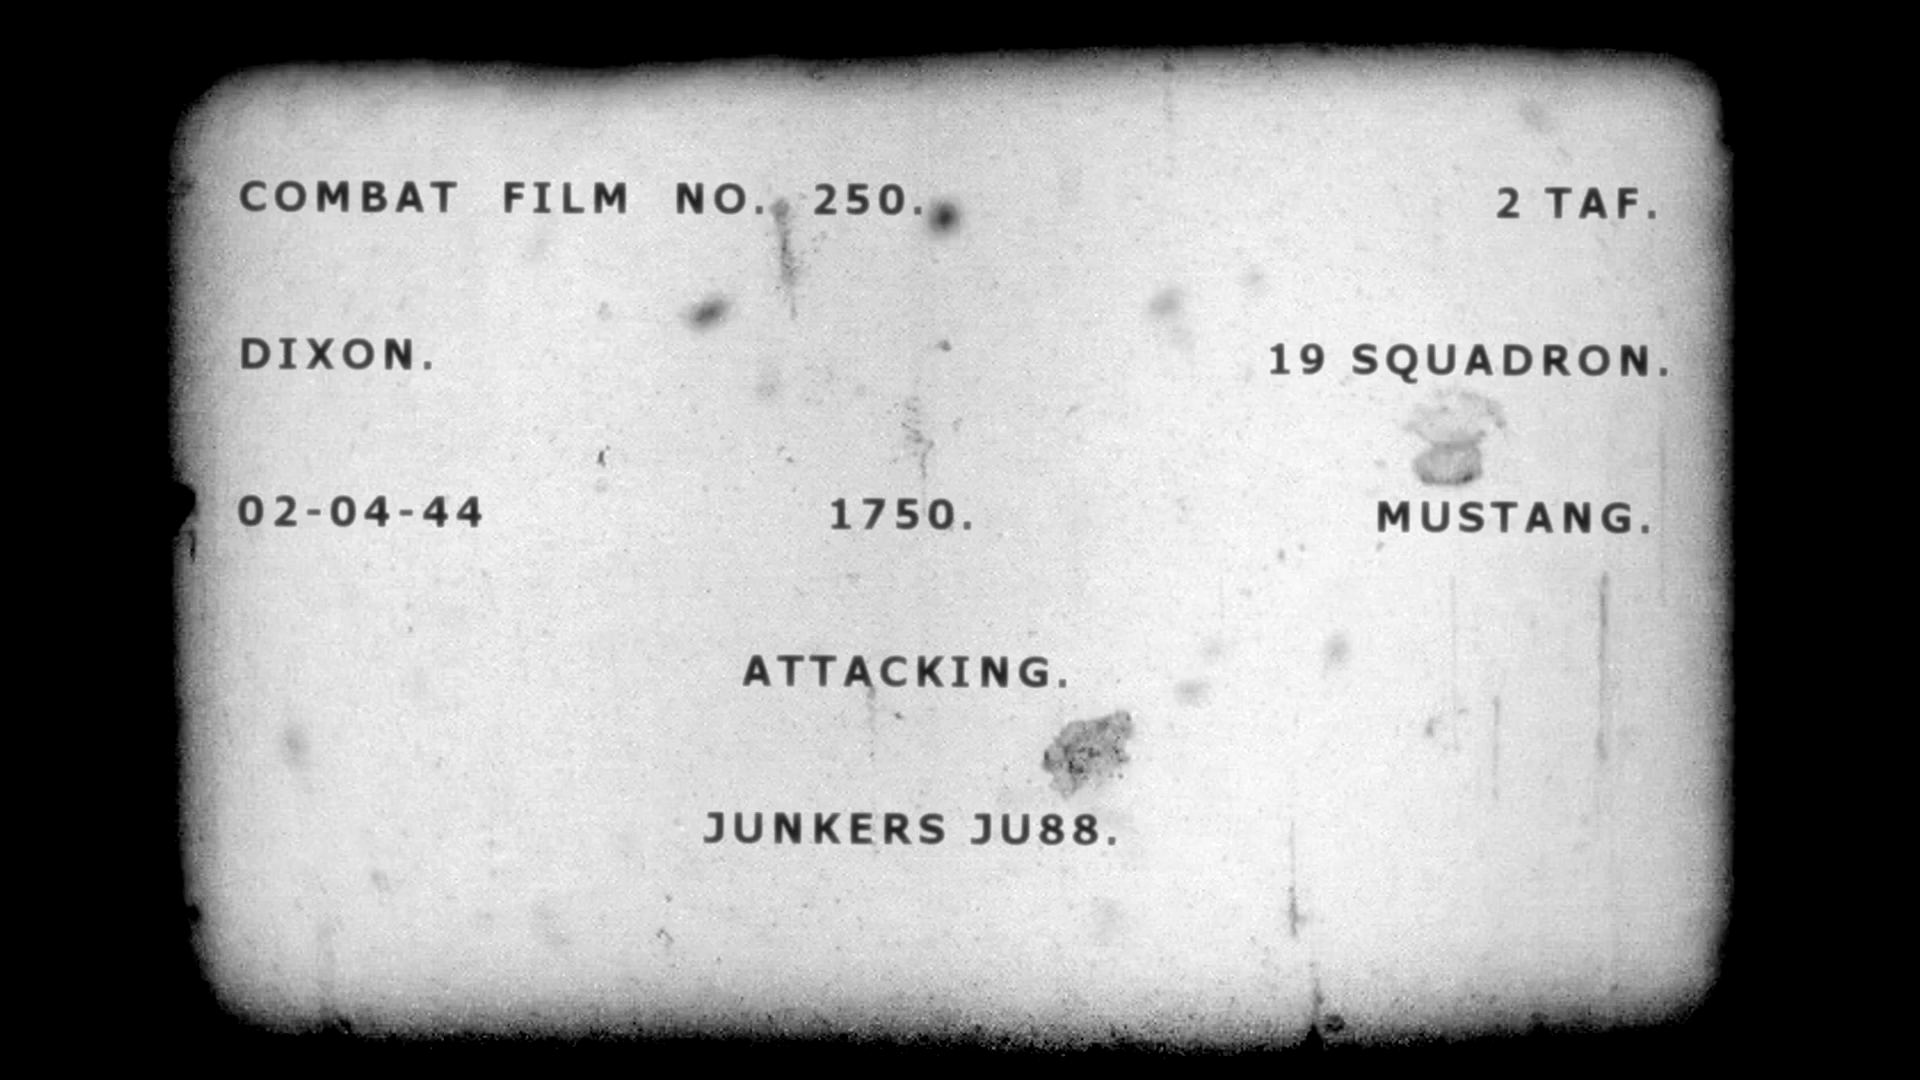 COMBAT FILM NO. 250. 2 TAF.
DIXON. 19 SQUADRON.
02-04-44 1750. MUSTANG.
ATTACKING.
JUNKERS JU88.